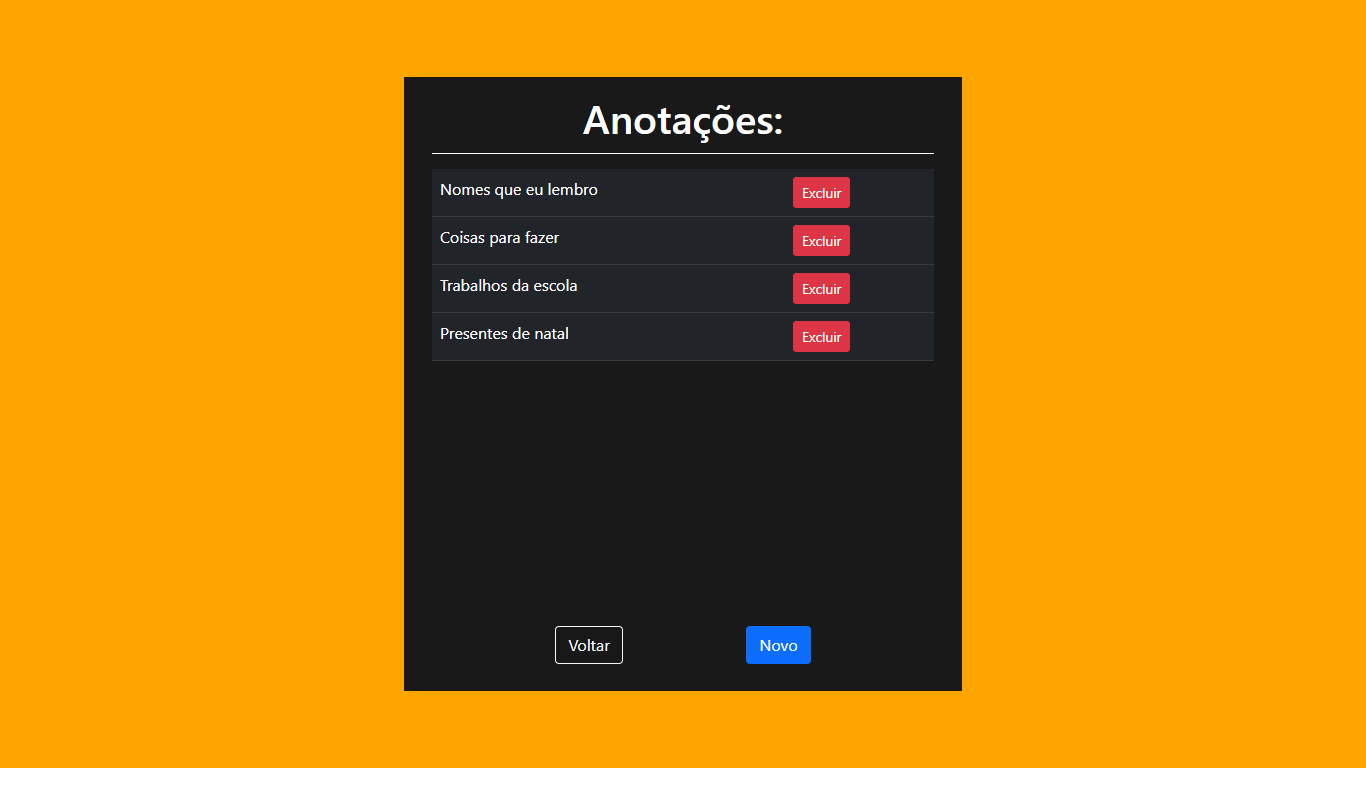 Anotações:
Nomes que eu lembro Excluir
Coisas para fazer Excluir
Trabalhos da escola Excluir
Presentes de natal Excluir
Voltar Novo